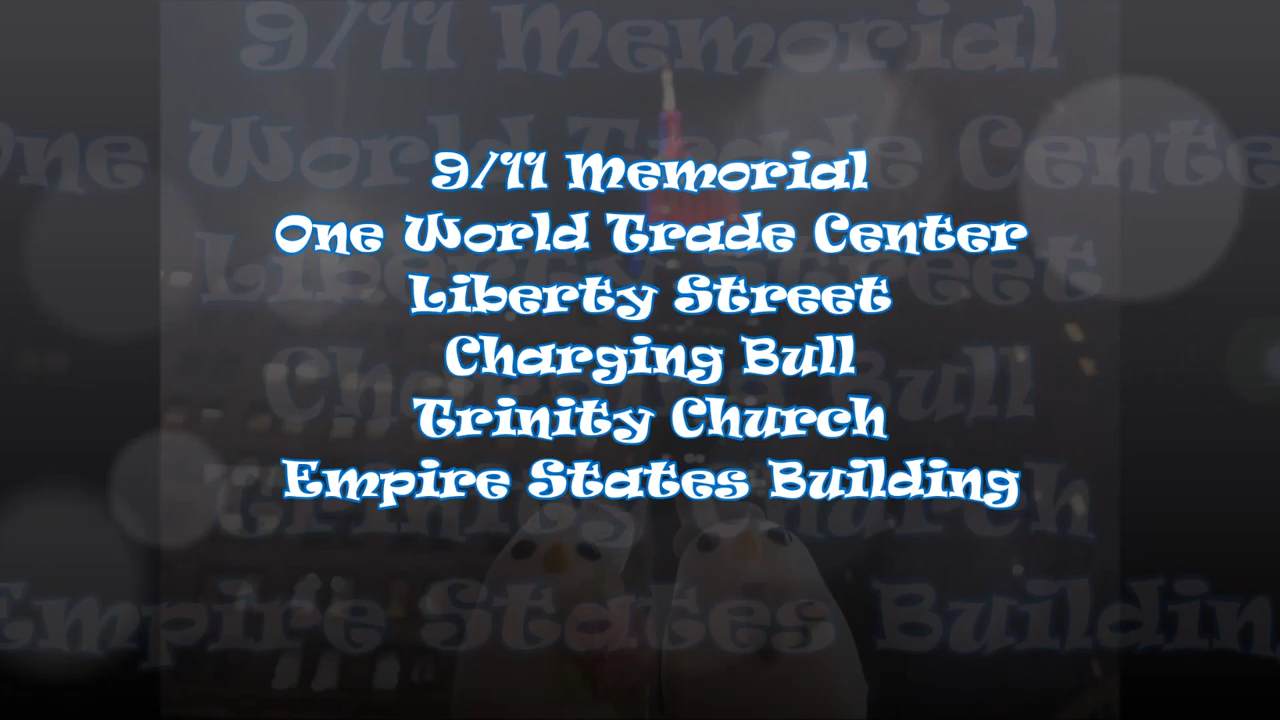 9/11 Memorial
One World Trade Center
Liberty Street
Charging Bull
Trinity Church
Empire States Building